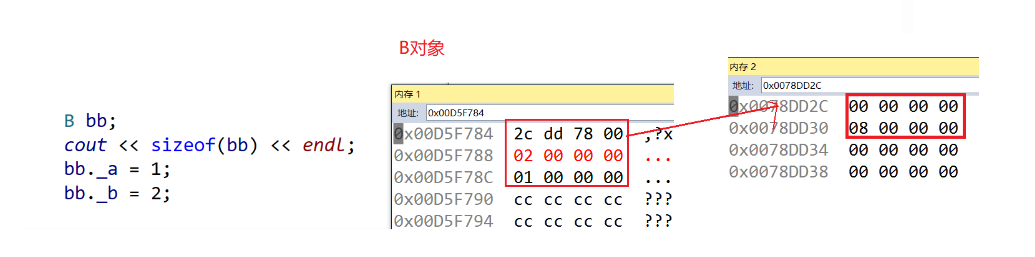 B对象
B bb;
cout << sizeof(bb) << endl;
bb._a = 1;
bb._b = 2;
内存 1
地址: 0x00D5F784
0x00D5F784 2c dd 78 00 ,?x
0x00D5F788 02 00 00 00 ...
0x00D5F78C 01 00 00 00 ...
0x00D5F790 cc cc cc cc ???
0x00D5F794 cc cc cc cc ???
内存 2
地址: 0x0078DD2C
0x0078DD2C 00 00 00 00
0x0078DD30 08 00 00 00
0x0078DD34 00 00 00 00
0x0078DD38 00 00 00 00